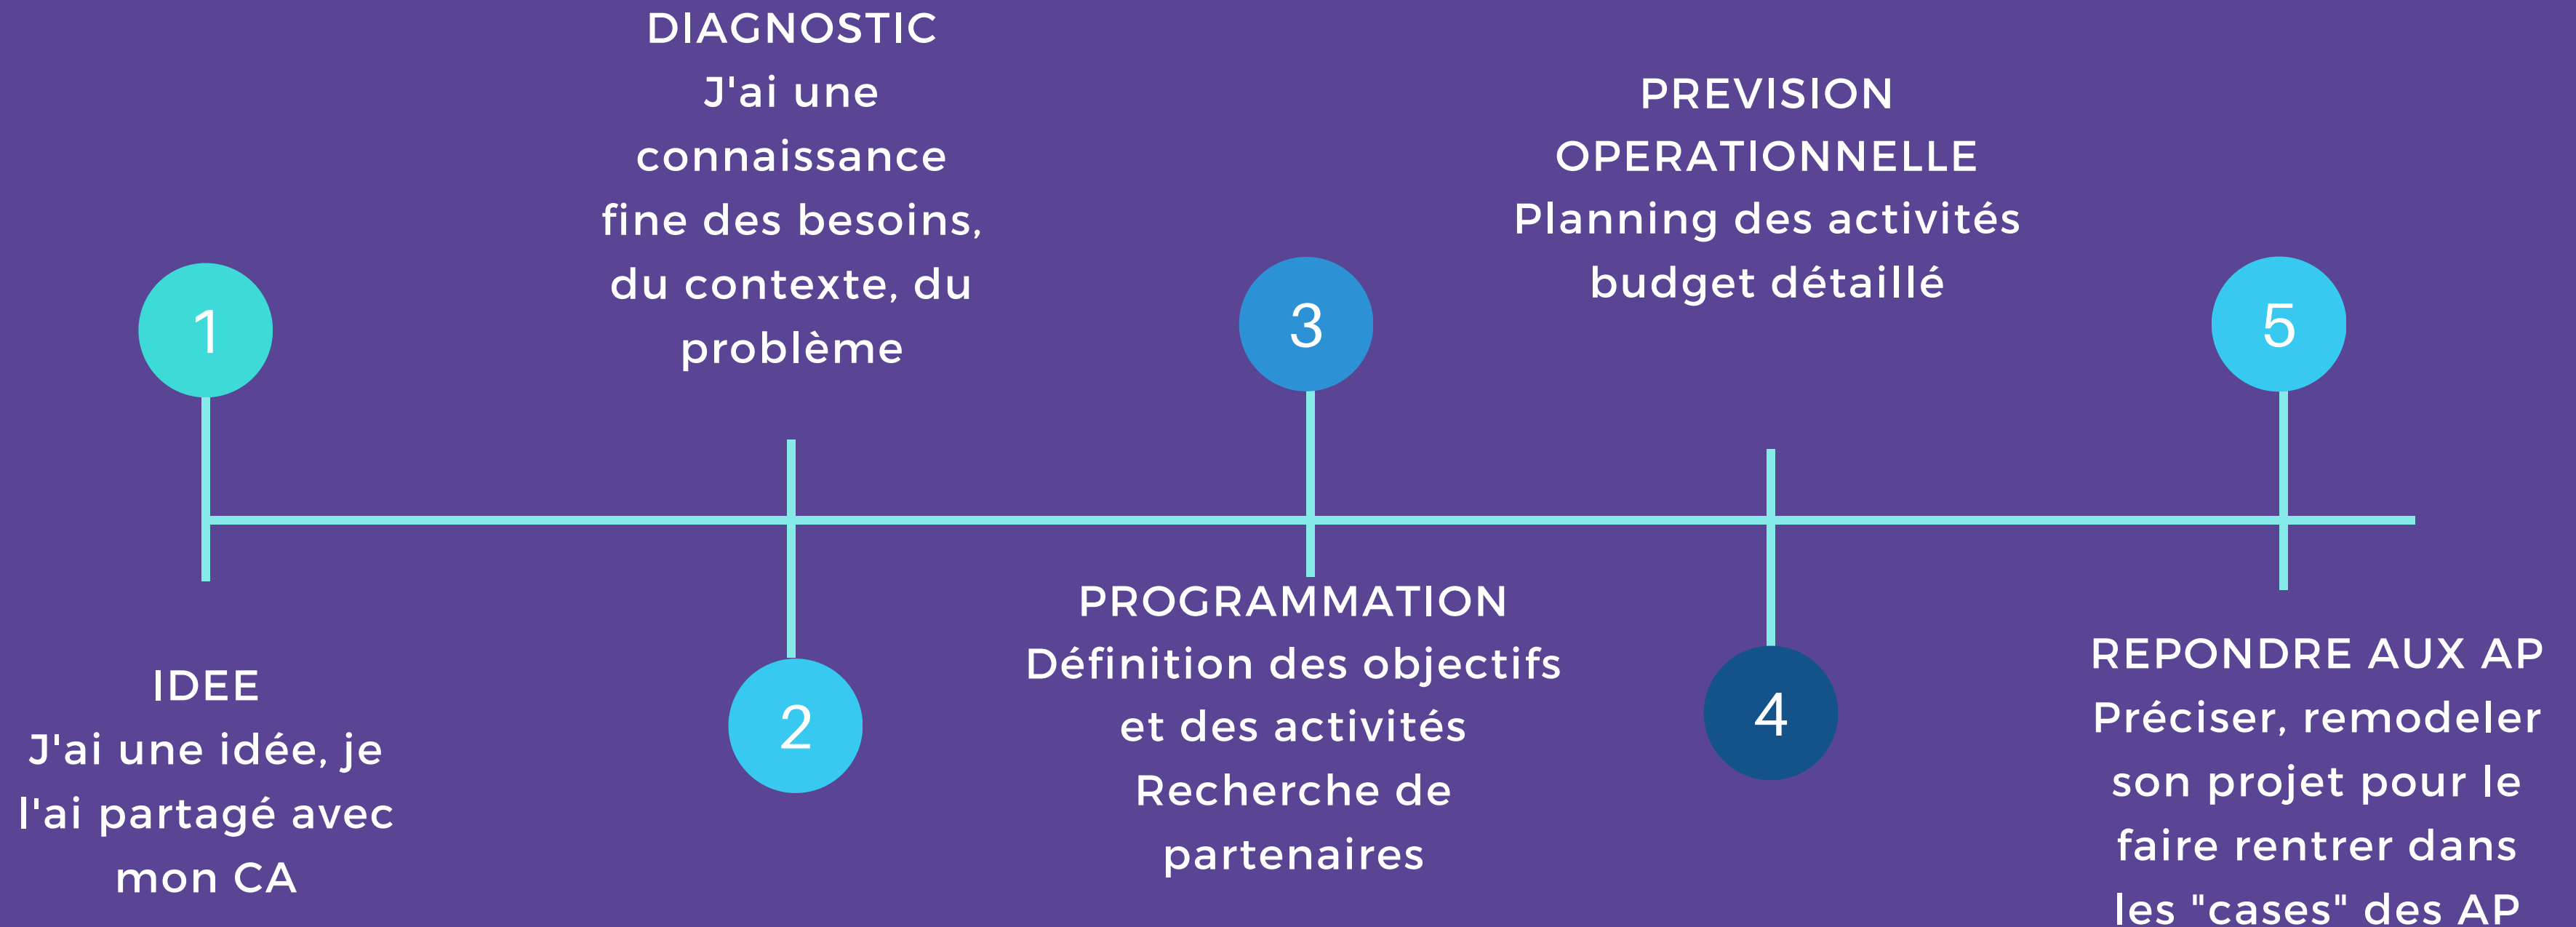 1
IDEE
J'ai une idée, je
l'ai partagé avec
mon CA
DIAGNOSTIC
J'ai une
connaissance
fine des besoins,
du contexte, du
problème
2
3
PROGRAMMATION
Définition des objectifs
et des activités
Recherche de
partenaires
PREVISION
OPERATIONNELLE
Planning des activités
budget détaillé
4
5
REPONDRE AUX AP
Préciser, remodeler
son projet pour le
faire rentrer dans
les "cases" des AP